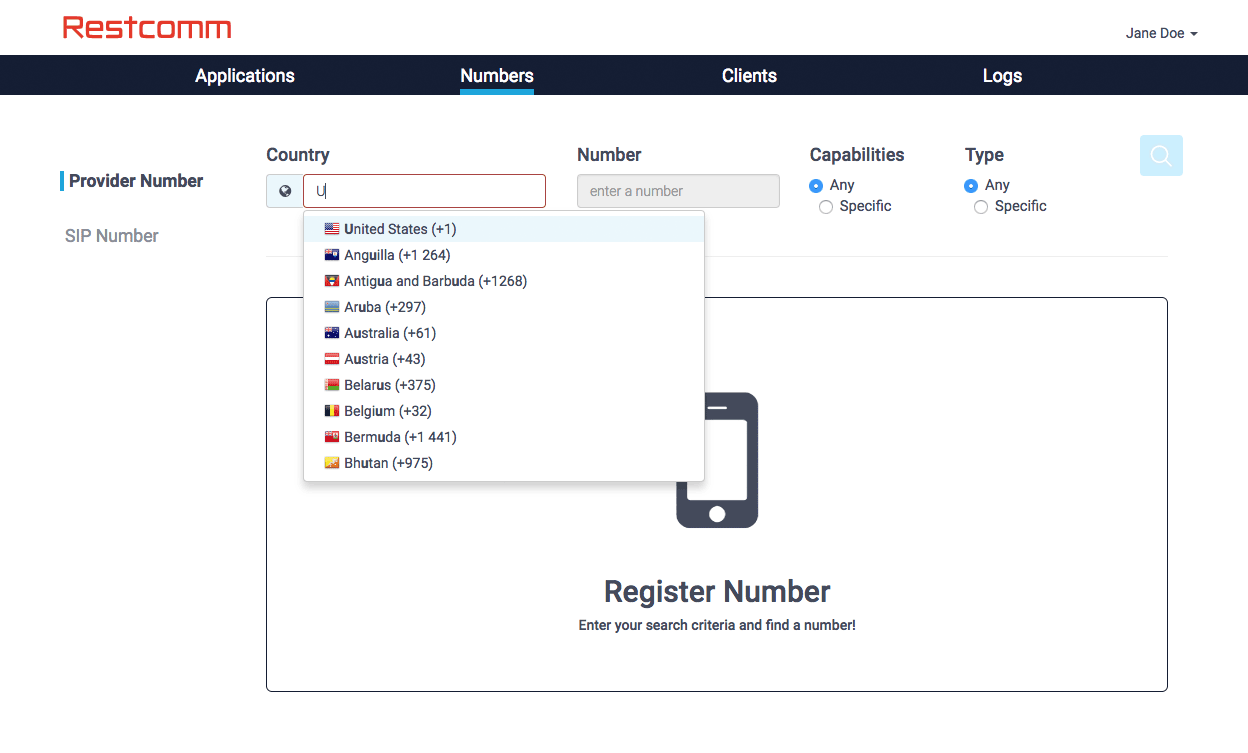 Restcomm
Jane Doe
Applications Numbers Clients Logs
Provider Number
SIP Number
Country Number Capabilities Type
U enter a number
Any Any
Specific Specific
United States (+1)
Anguilla (+1 264)
Antigua and Barbuda (+1268)
Aruba (+297)
Australia (+61)
Austria (+43)
Belarus (+375)
Belgium (+32)
Bermuda (+1 441)
Bhutan (+975)
Register Number
Enter your search criteria and find a number!